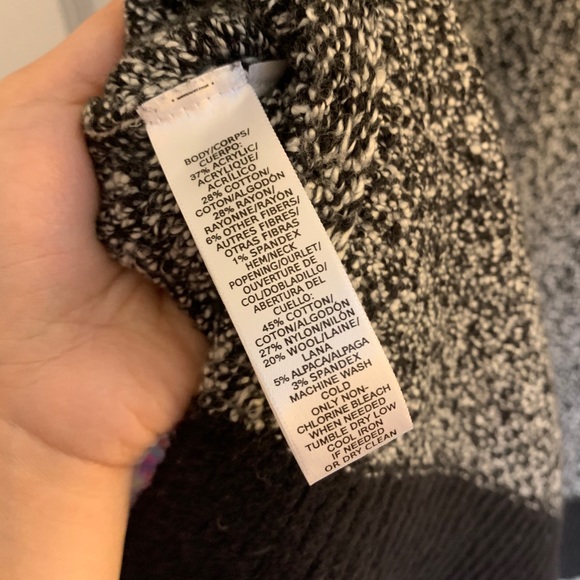 BODY/CORPS/
CUERPO:
37% ACRYLIC/
ACRYLIQUE/
ACRÍLICO
28% COTTON/
COTON/ALGODÓN
28% RAYON/
RAYONNE/RAYÓN
6% OTHER FIBERS/
AUTRES FIBRES/
OTRAS FIBRAS
1% SPANDEX
HEM/NECK
OPENING/OURLET/
OUVERTURE DE
COL/DOBLADILLO/
ABERTURA DEL
CUELLO:
45% COTTON/
COTON/ALGODÓN
27% NYLON/NILÓN
20% WOOL/LAINE/
LANA
5% ALPACA/ALPAGA
3% SPANDEX
MACHINE WASH
COLD
ONLY NON-
CHLORINE BLEACH
WHEN NEEDED
TUMBLE DRY LOW
COOL IRON
IF NEEDED
OR DRY CLEAN